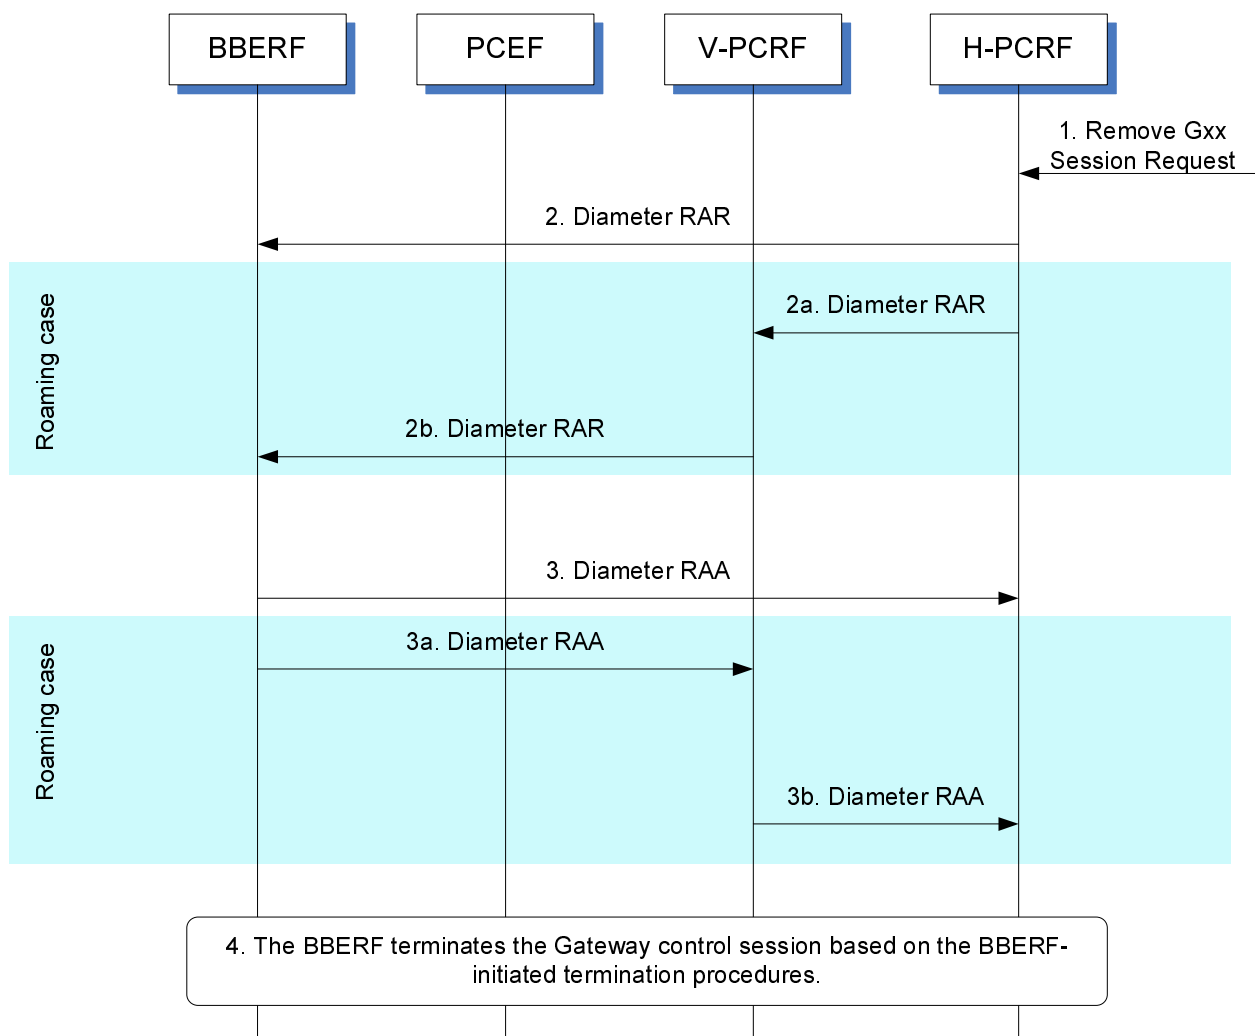 BBERF
PCEF
V-PCRF
H-PCRF
1. Remove Gxx
Session Request
2. Diameter RAR
Roaming case
2a. Diameter RAR
2b. Diameter RAR
3. Diameter RAA
Roaming case
3a. Diameter RAA
3b. Diameter RAA
4. The BBERF terminates the Gateway control session based on the BBERF-
initiated termination procedures.